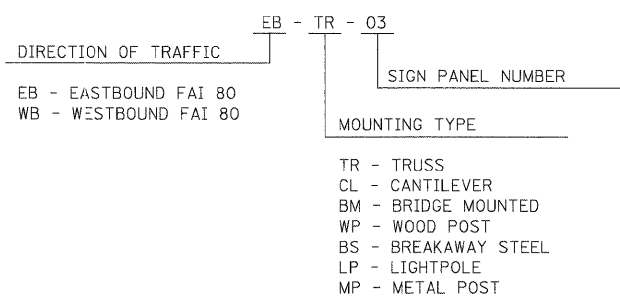 EB - TR - 03
DIRECTION OF TRAFFIC
EB - EASTBOUND FAI 80
WB - WESTBOUND FAI 80
SIGN PANEL NUMBER
MOUNTING TYPE
TR - TRUSS
CL - CANTILEVER
BM - BRIDGE MOUNTED
WP - WOOD POST
BS - BREAKAWAY STEEL
LP - LIGHTPOLE
MP - METAL POST